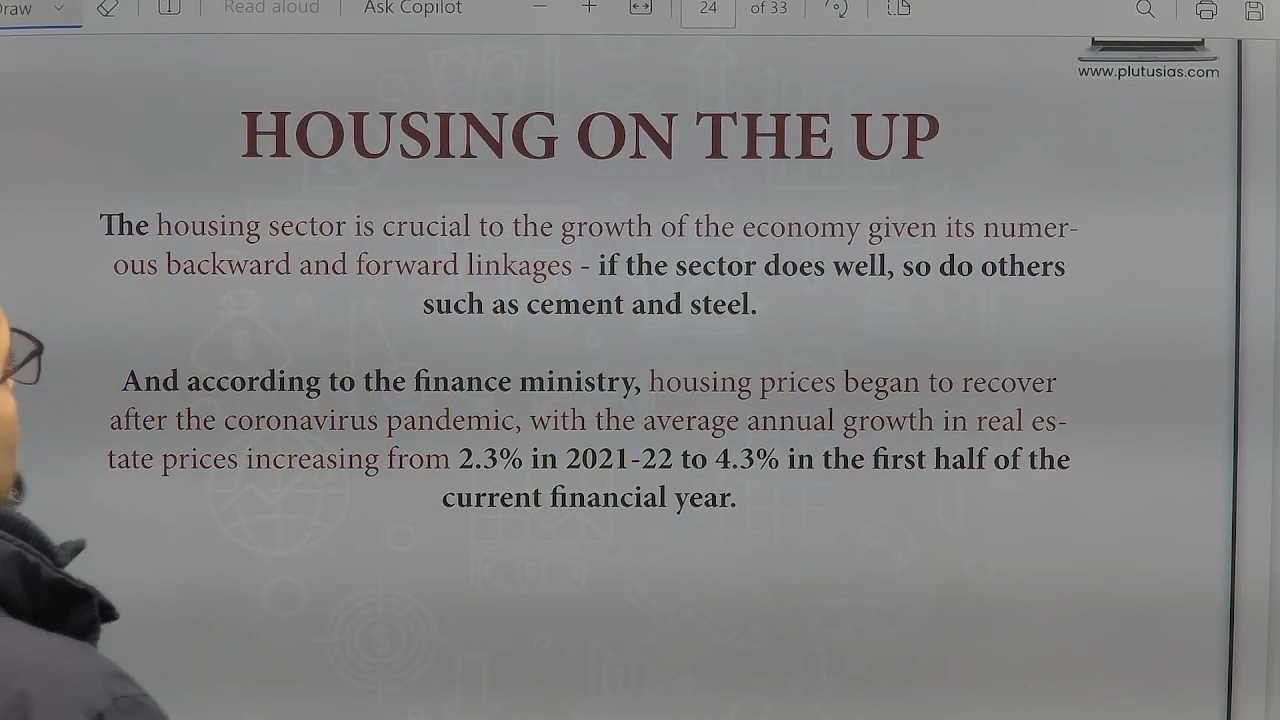 Read aloud
Ask Copilot
24 of 33
www.plutusias.com
HOUSING ON THE UP
The housing sector is crucial to the growth of the economy given its numer-
ous backward and forward linkages - if the sector does well, so do others
such as cement and steel.
And according to the finance ministry, housing prices began to recover
after the coronavirus pandemic, with the average annual growth in real es-
tate prices increasing from 2.3% in 2021-22 to 4.3% in the first half of the
current financial year.